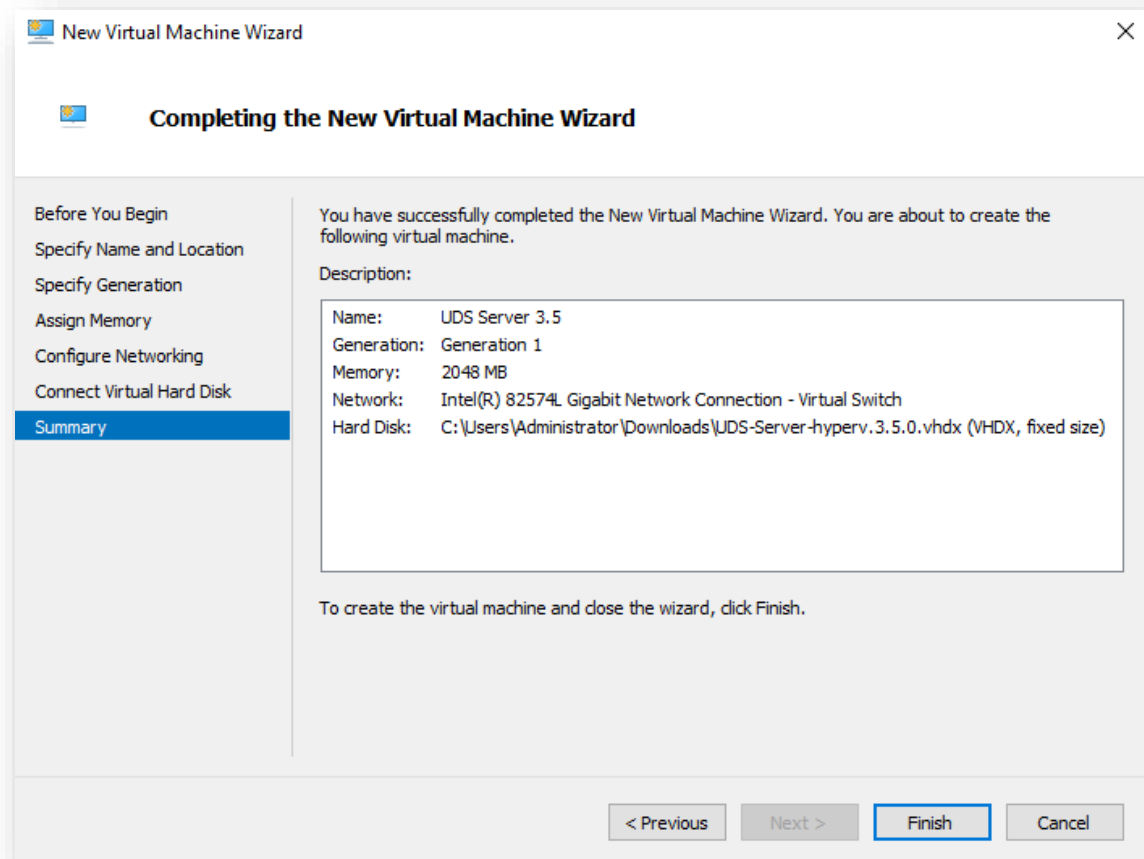 New Virtual Machine Wizard
Completing the New Virtual Machine Wizard
Before You Begin
Specify Name and Location
Specify Generation
Assign Memory
Configure Networking
Connect Virtual Hard Disk
Summary
You have successfully completed the New Virtual Machine Wizard. You are about to create the
following virtual machine.
Description:
Name: UDS Server 3.5
Generation: Generation 1
Memory: 2048 MB
Network: Intel(R) 82574L Gigabit Network Connection - Virtual Switch
Hard Disk: C:\Users\Administrator\Downloads\UDS-Server-hyperv.3.5.0.vhdx (VHDX, fixed size)
To create the virtual machine and close the wizard, click Finish.
< Previous
Next >
Finish
Cancel